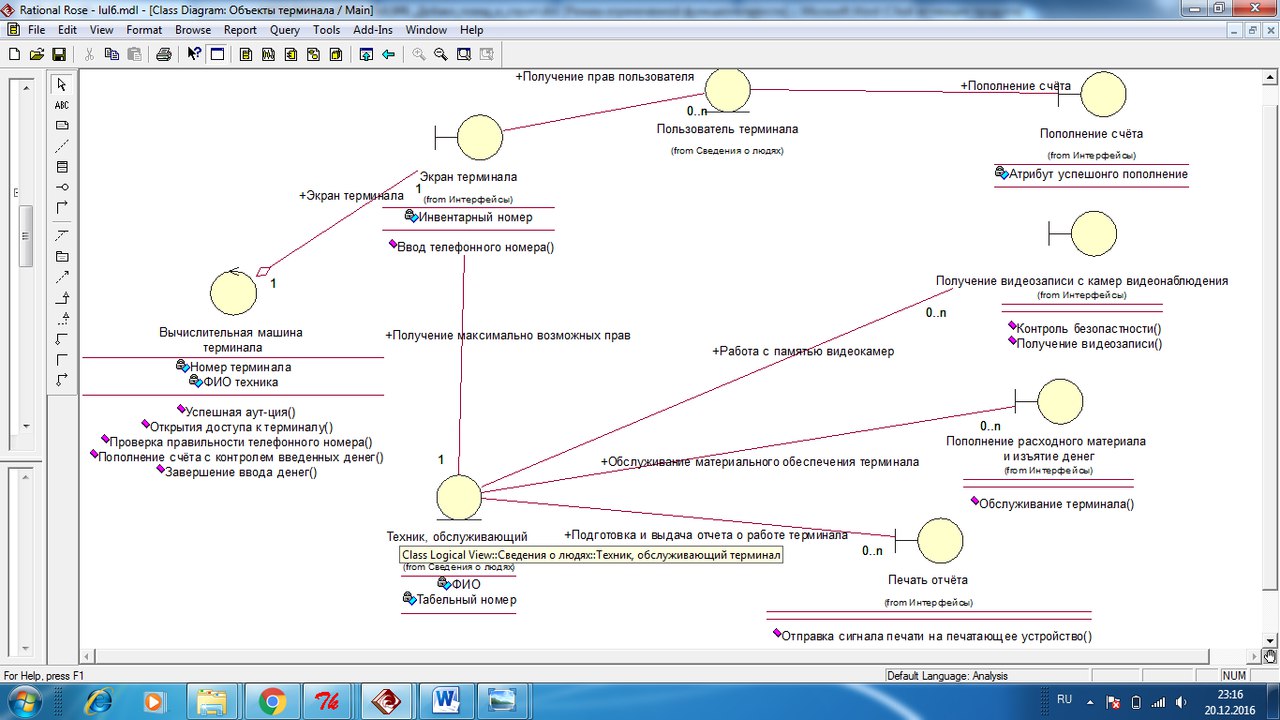 Rational Rose - lul6.mdl - [Class Diagram: Объекты терминала / Main]
File Edit View Format Browse Report Query Tools Add-Ins Window Help
ABC
+Получение прав пользователя
+Пополнение счёта
0..n
Пользователь терминала
(from Сведения о людях)
Пополнение счёта
(from Интерфейсы)
Атрибут успешонго пополнение
Экран терминала
+Экран терминала
1
(from Интерфейсы)
Инвентарный номер
Ввод телефонного номера()
1
Получение видеозаписи с камер видеонаблюдения
(from Интерфейсы)
0..n
Контроль безопастности()
Получение видеозаписи()
Вычислительная машина
терминала
Номер терминала
ФИО техника
Успешная аут-ция()
Открытия доступа к терминалу()
Проверка правильности телефонного номера()
Пополнение счёта с контролем введенных денег()
Завершение ввода денег()
+Получение максимально возможных прав
+Работа с памятью видеокамер
0..n
Пополнение расходного материала
и изъятие денег
(from Интерфейсы)
Обслуживание терминала()
1
+Обслуживание материального обеспечения терминала
Техник, обслуживающий
+Подготовка и выдача отчета о работе терминала
0..n
Class Logical View::Сведения о людях::Техник, обслуживающий терминал
(from Сведения о людях)
ФИО
Табельный номер
Печать отчёта
(from Интерфейсы)
Отправка сигнала печати на печатающее устройство()
For Help, press F1
Default Language: Analysis
NUM
RU
23:16
20.12.2016